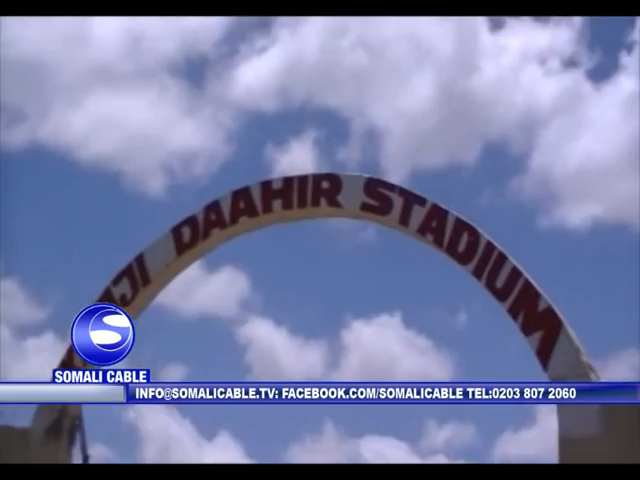 DAAHIR STADIUM
SOMALI CABLE
INFO@SOMALICABLE.TV: FACEBOOK.COM/SOMALICABLE TEL:0203 807 2060